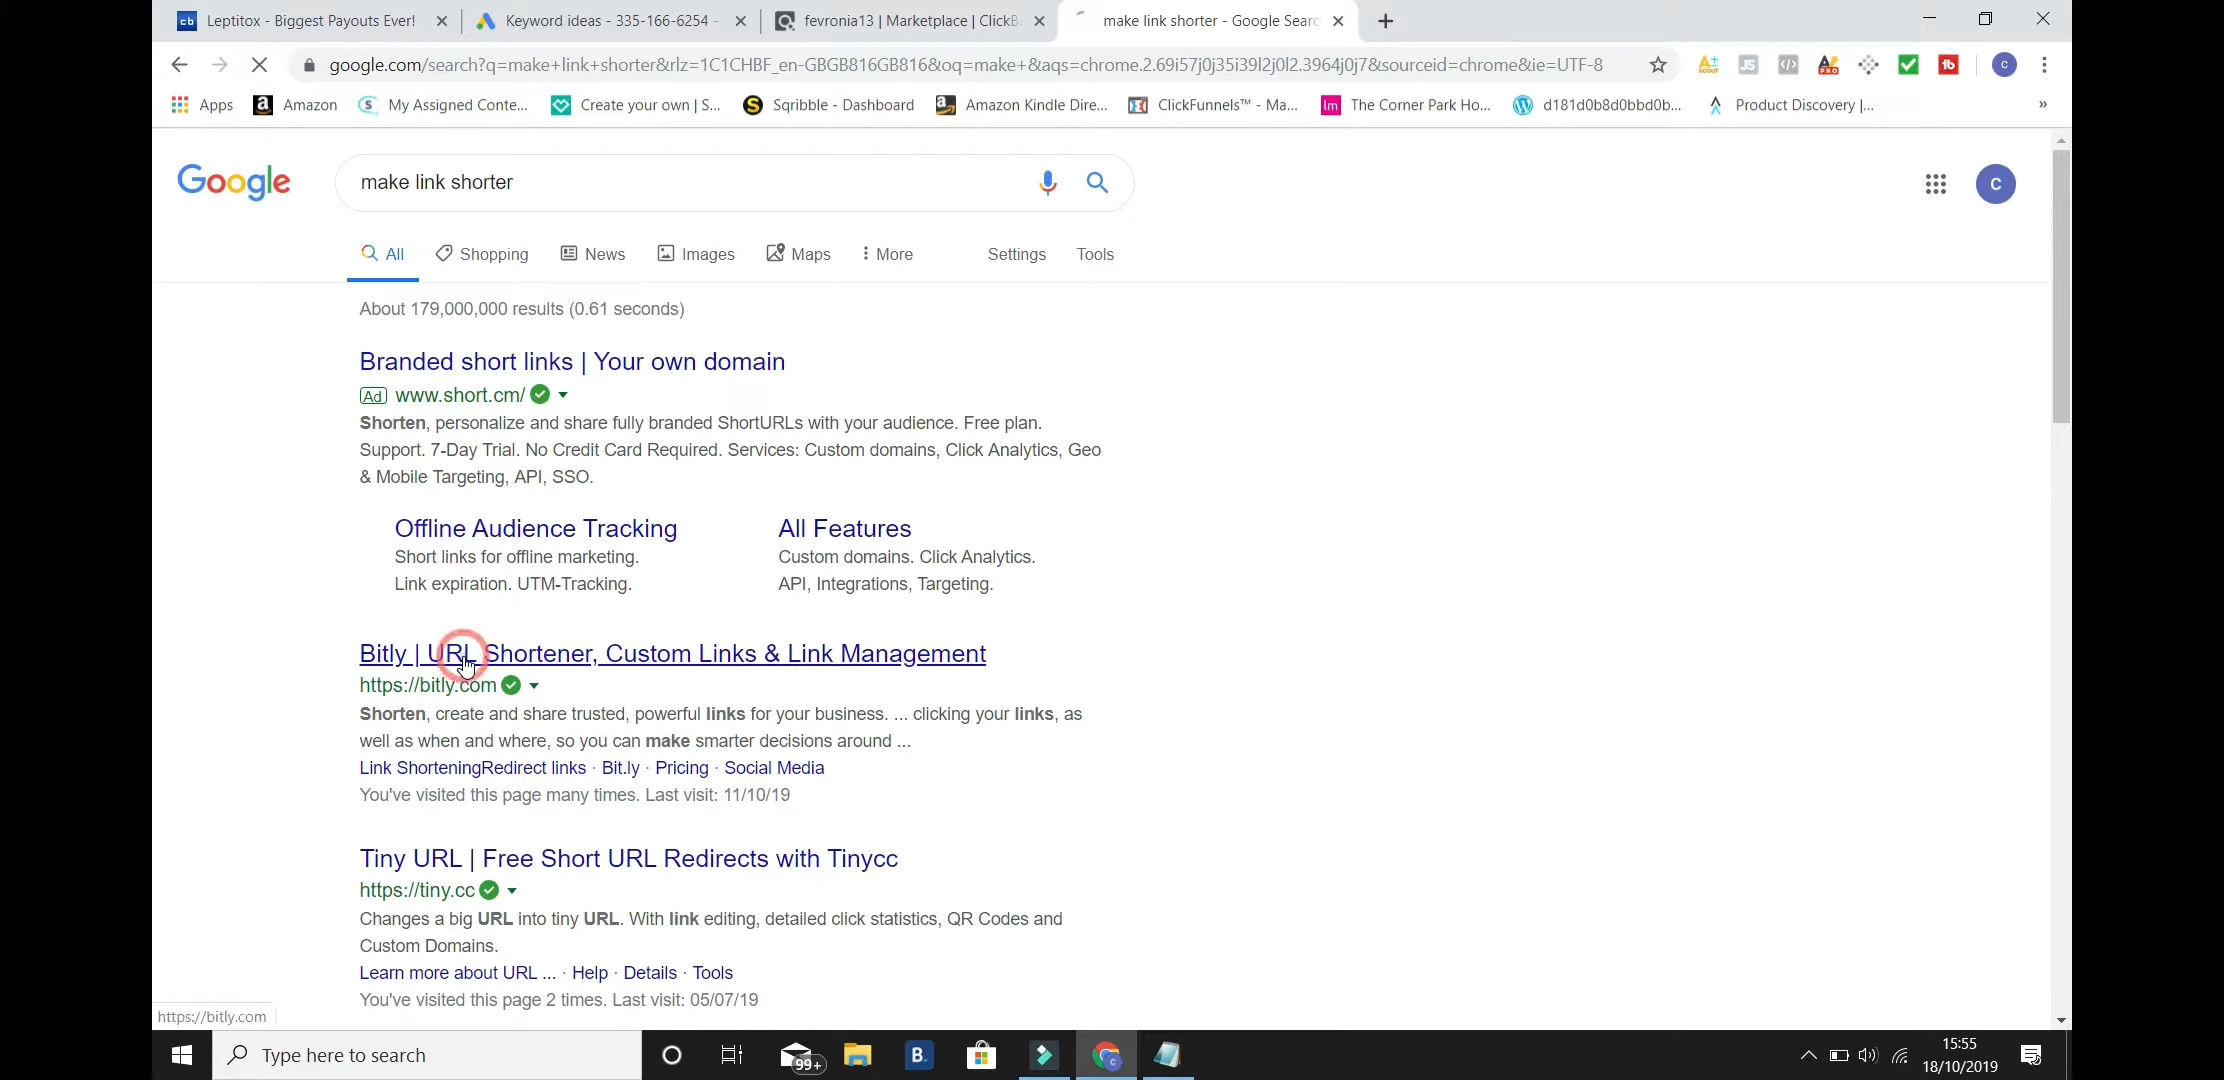 Leptitox - Biggest Payouts Ever!
Keyword ideas - 335-166-6254 -
fevronia13 | Marketplace | ClickBa
make link shorter - Google Searc
google.com/search?q=make+link+shorter&rlz=1C1CHBF_en-GBGB816GB816&oq=make+&aqs=chrome.2.69i57j0j35i39l2j0l2.3964j0j7&sourceid=chrome&ie=UTF-8
Apps
Amazon
My Assigned Conte...
Create your own | S...
Sqribble - Dashboard
Amazon Kindle Dire...
ClickFunnels™ - Ma...
The Corner Park Ho...
d181d0b8d0bbd0b...
Product Discovery |...
»
Google
make link shorter
C
All
Shopping
News
Images
Maps
More
Settings
Tools
About 179,000,000 results (0.61 seconds)
Branded short links | Your own domain
Ad www.short.cm/
Shorten, personalize and share fully branded ShortURLs with your audience. Free plan.
Support. 7-Day Trial. No Credit Card Required. Services: Custom domains, Click Analytics, Geo
& Mobile Targeting, API, SSO.
Offline Audience Tracking
Short links for offline marketing.
Link expiration. UTM-Tracking.
All Features
Custom domains. Click Analytics.
API, Integrations, Targeting.
Bitly | URL Shortener, Custom Links & Link Management
https://bitly.com
Shorten, create and share trusted, powerful links for your business. ... clicking your links, as
well as when and where, so you can make smarter decisions around ...
Link ShorteningRedirect links · Bit.ly · Pricing · Social Media
You've visited this page many times. Last visit: 11/10/19
Tiny URL | Free Short URL Redirects with Tinycc
https://tiny.cc
Changes a big URL into tiny URL. With link editing, detailed click statistics, QR Codes and
Custom Domains.
Learn more about URL ... · Help · Details · Tools
You've visited this page 2 times. Last visit: 05/07/19
https://bitly.com
Type here to search
99+
B.
15:55
18/10/2019